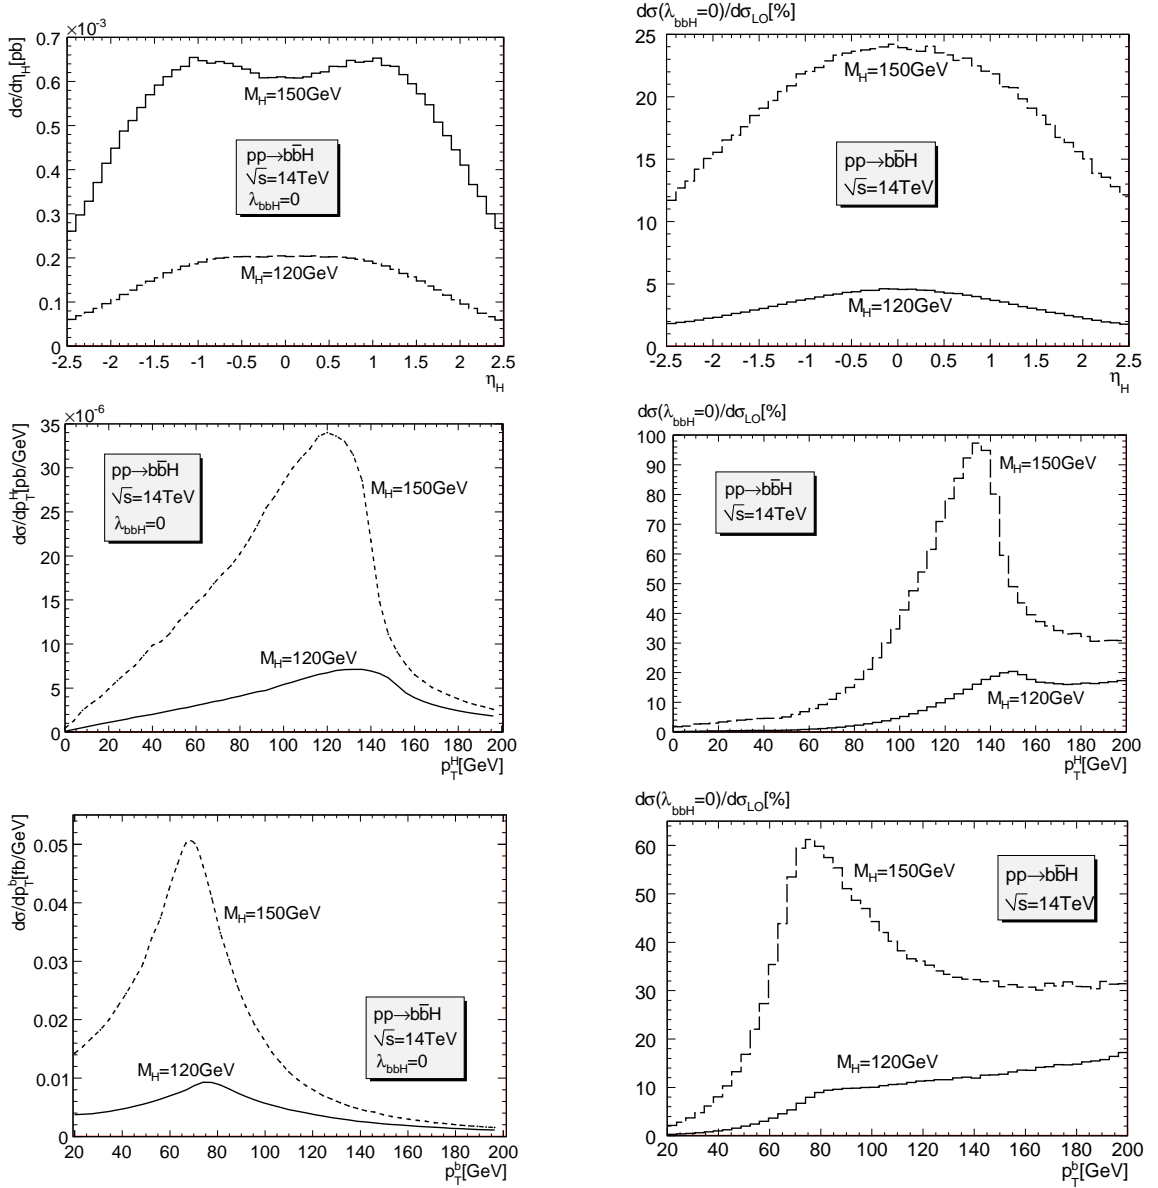 ×10⁻³
dσ/dη_H[pb]
0.7
0.6
0.5
0.4
0.3
0.2
0.1
0
M_H=150GeV
pp→bb̄H
√s=14TeV
λ_bbH=0
M_H=120GeV
-2.5 -2 -1.5 -1 -0.5 0 0.5 1 1.5 2 2.5
η_H
dσ(λ_bbH=0)/dσ_LO[%]
25
20
15
10
5
0
M_H=150GeV
pp→bb̄H
√s=14TeV
M_H=120GeV
-2.5 -2 -1.5 -1 -0.5 0 0.5 1 1.5 2 2.5
η_H
×10⁻⁶
dσ/dp_T^H[pb/GeV]
35
30
25
20
15
10
5
0
pp→bb̄H
√s=14TeV
λ_bbH=0
M_H=150GeV
M_H=120GeV
0 20 40 60 80 100 120 140 160 180 200
p_T^H[GeV]
dσ(λ_bbH=0)/dσ_LO[%]
100
90
80
70
60
50
40
30
20
10
0
M_H=150GeV
pp→bb̄H
√s=14TeV
M_H=120GeV
0 20 40 60 80 100 120 140 160 180 200
p_T^H[GeV]
dσ/dp_T^b[fb/GeV]
0.05
0.04
0.03
0.02
0.01
0
M_H=150GeV
pp→bb̄H
√s=14TeV
λ_bbH=0
M_H=120GeV
20 40 60 80 100 120 140 160 180 200
p_T^b[GeV]
dσ(λ_bbH=0)/dσ_LO[%]
60
50
40
30
20
10
0
M_H=150GeV
pp→bb̄H
√s=14TeV
M_H=120GeV
20 40 60 80 100 120 140 160 180 200
p_T^b[GeV]